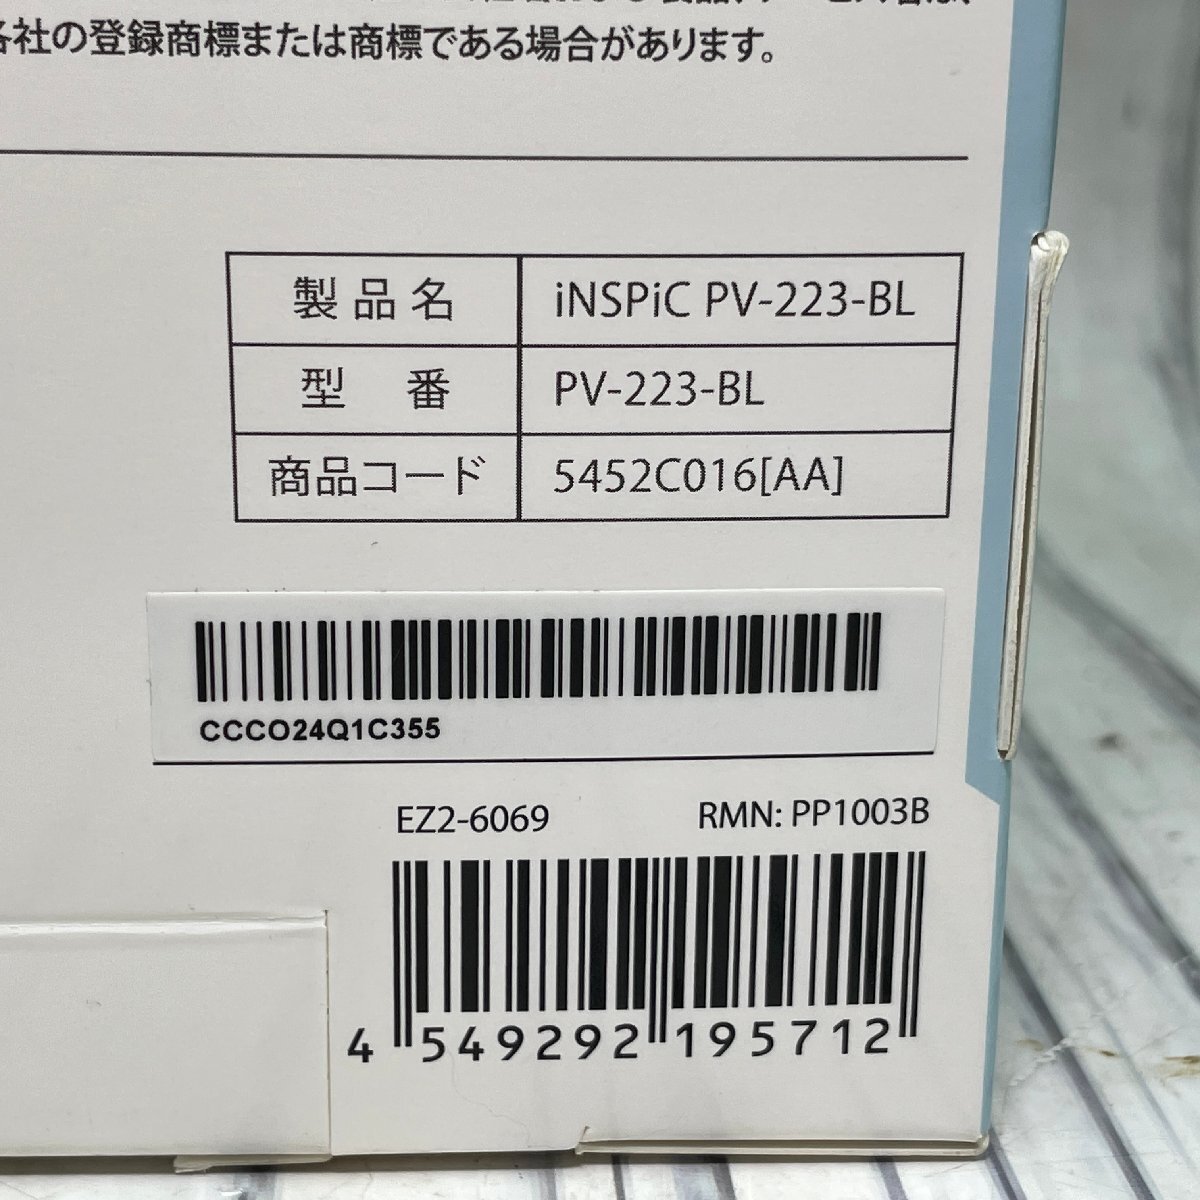 各社の登録商標または商標である場合があります。
製品名 iNSPiC PV-223-BL
型番 PV-223-BL
商品コード 5452C016[AA]
CCCO24Q1C355
EZ2-6069 RMN: PP1003B
4 549292 195712